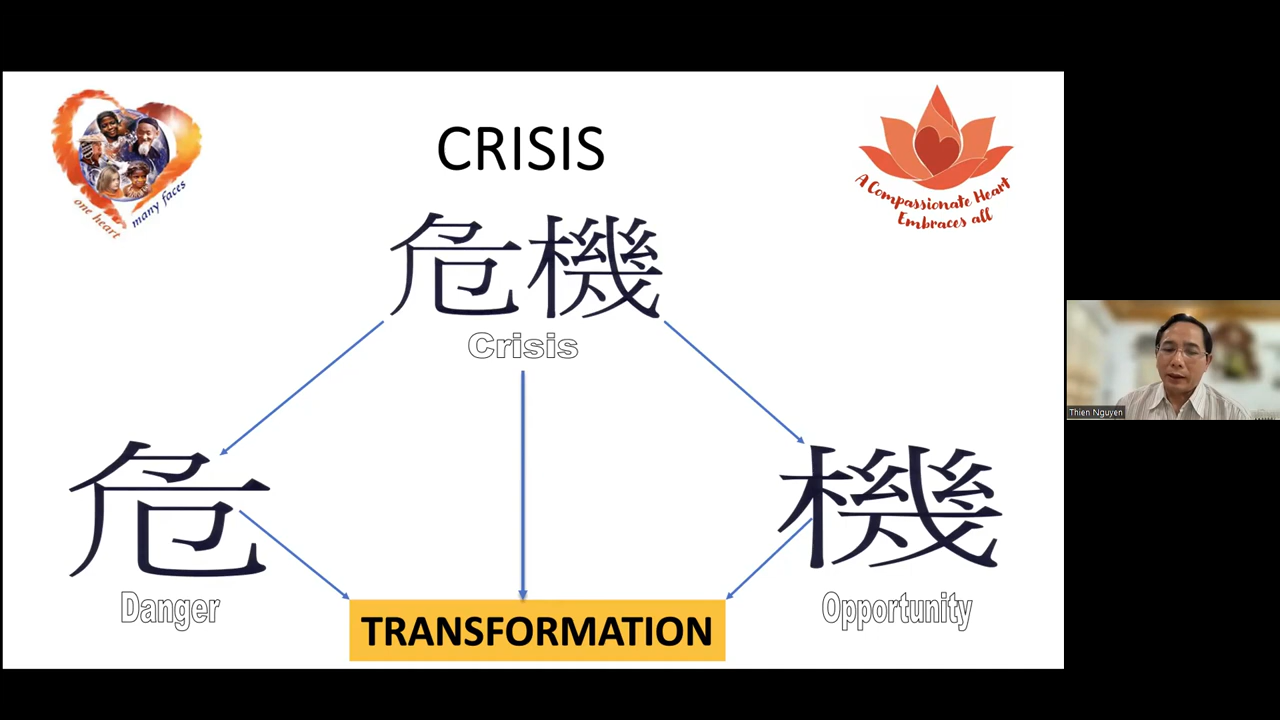 CRISIS
one heart
many faces
A Compassionate Heart
Embraces all
危機
Crisis
危
機
Danger
Opportunity
TRANSFORMATION
Thien Nguyen